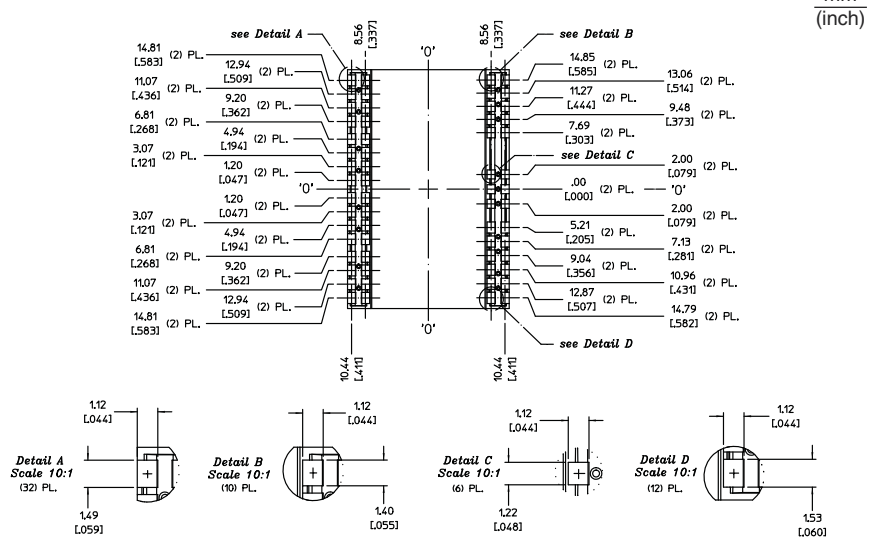 mm
(inch)
see Detail A
8.56
[.337]
'0'
8.56
[.337]
see Detail B
14.81
[.583] (2) PL.
12.94
[.509] (2) PL.
11.07
[.436] (2) PL.
9.20
[.362] (2) PL.
6.81
[.268] (2) PL.
4.94
[.194] (2) PL.
3.07
[.121] (2) PL.
1.20
[.047] (2) PL.
'0'
1.20
[.047] (2) PL.
3.07
[.121] (2) PL.
4.94
[.194] (2) PL.
6.81
[.268] (2) PL.
9.20
[.362] (2) PL.
11.07
[.436] (2) PL.
12.94
[.509] (2) PL.
14.81
[.583] (2) PL.
14.85
[.585] (2) PL.
13.06
[.514] (2) PL.
11.27
[.444] (2) PL.
9.48
[.373] (2) PL.
7.69
[.303] (2) PL.
see Detail C
2.00
[.079] (2) PL.
.00
[.000] (2) PL.
'0'
2.00
[.079] (2) PL.
5.21
[.205] (2) PL.
7.13
[.281] (2) PL.
9.04
[.356] (2) PL.
10.96
[.431] (2) PL.
12.87
[.507] (2) PL.
14.79
[.582] (2) PL.
see Detail D
10.44
[.411]
'0'
10.44
[.411]
1.12
[.044]
Detail A
Scale 10:1
(32) PL.
1.49
[.059]
1.12
[.044]
Detail B
Scale 10:1
(10) PL.
1.40
[.055]
1.12
[.044]
Detail C
Scale 10:1
(6) PL.
1.22
[.048]
1.12
[.044]
Detail D
Scale 10:1
(12) PL.
1.53
[.060]